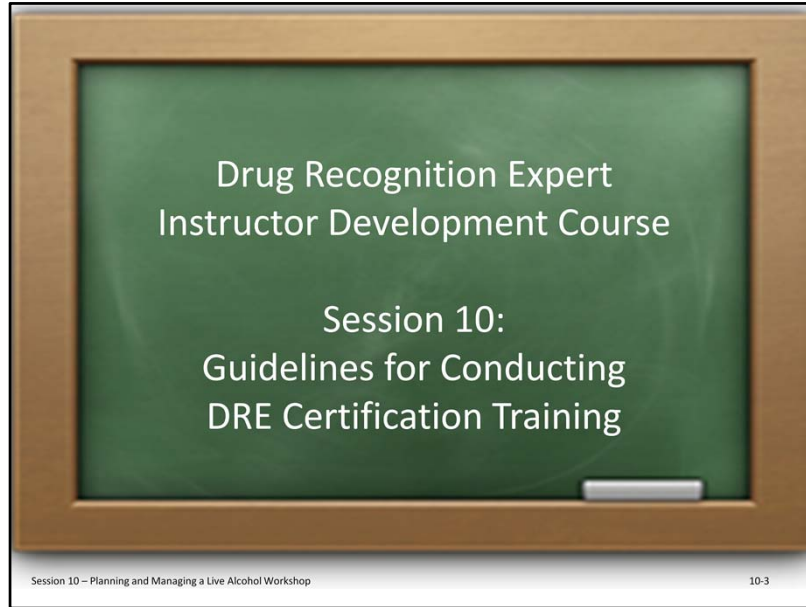 Drug Recognition Expert
Instructor Development Course
Session 10:
Guidelines for Conducting
DRE Certification Training
Session 10 – Planning and Managing a Live Alcohol Workshop
10-3